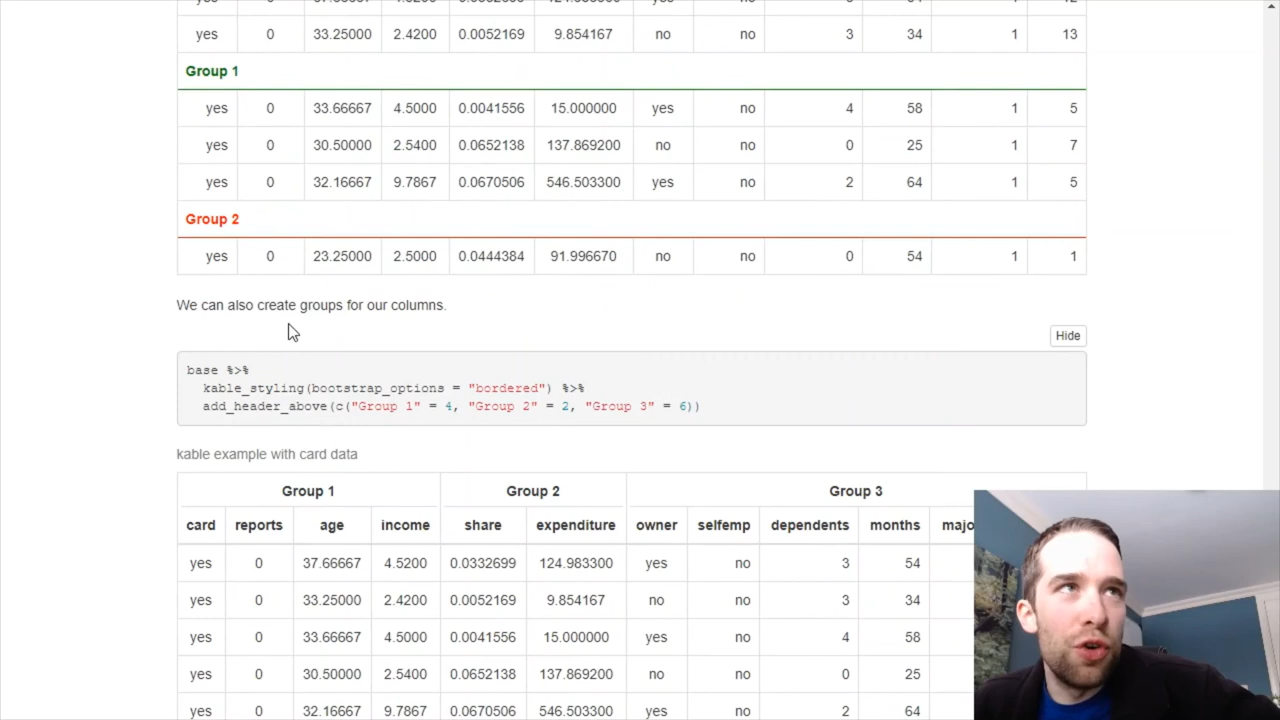 yes 0 33.25000 2.4200 0.0052169 9.854167 no no 3 34 1 13
Group 1
yes 0 33.66667 4.5000 0.0041556 15.000000 yes no 4 58 1 5
yes 0 30.50000 2.5400 0.0652138 137.869200 no no 0 25 1 7
yes 0 32.16667 9.7867 0.0670506 546.503300 yes no 2 64 1 5
Group 2
yes 0 23.25000 2.5000 0.0444384 91.996670 no no 0 54 1 1
We can also create groups for our columns.
Hide
base %>%
kable_styling(bootstrap_options = "bordered") %>%
add_header_above(c("Group 1" = 4, "Group 2" = 2, "Group 3" = 6))
kable example with card data
Group 1 Group 2 Group 3
card reports age income share expenditure owner selfemp dependents months majo
yes 0 37.66667 4.5200 0.0332699 124.983300 yes no 3 54
yes 0 33.25000 2.4200 0.0052169 9.854167 no no 3 34
yes 0 33.66667 4.5000 0.0041556 15.000000 yes no 4 58
yes 0 30.50000 2.5400 0.0652138 137.869200 no no 0 25
yes 0 32.16667 9.7867 0.0670506 546.503300 yes no 2 64